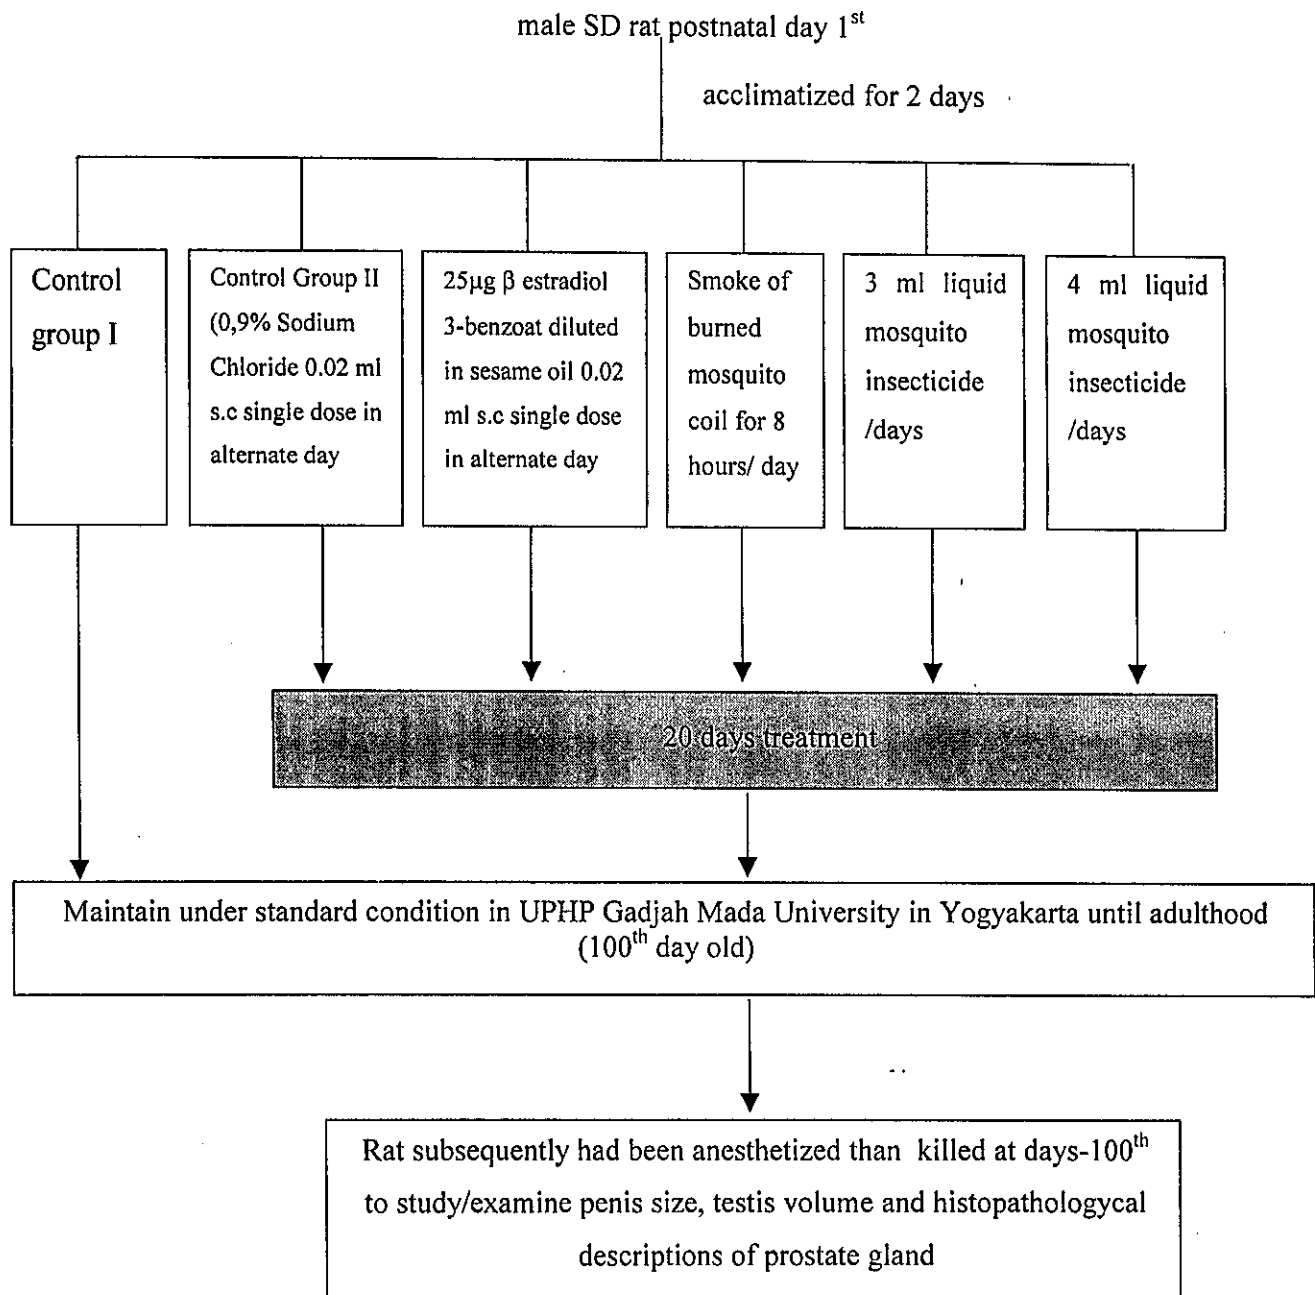 male SD rat postnatal day 1st
acclimatized for 2 days
Control
group I
Control Group II
(0,9% Sodium
Chloride 0.02 ml
s.c single dose in
alternate day
25µg β estradiol
3-benzoat diluted
in sesame oil 0.02
ml s.c single dose
in alternate day
Smoke of
burned
mosquito
coil for 8
hours/ day
3 ml liquid
mosquito
insecticide
/days
4 ml liquid
mosquito
insecticide
/days
20 days treatment
Maintain under standard condition in UPHP Gadjah Mada University in Yogyakarta until adulthood
(100th day old)
Rat subsequently had been anesthetized than killed at days-100th
to study/examine penis size, testis volume and histopathologycal
descriptions of prostate gland